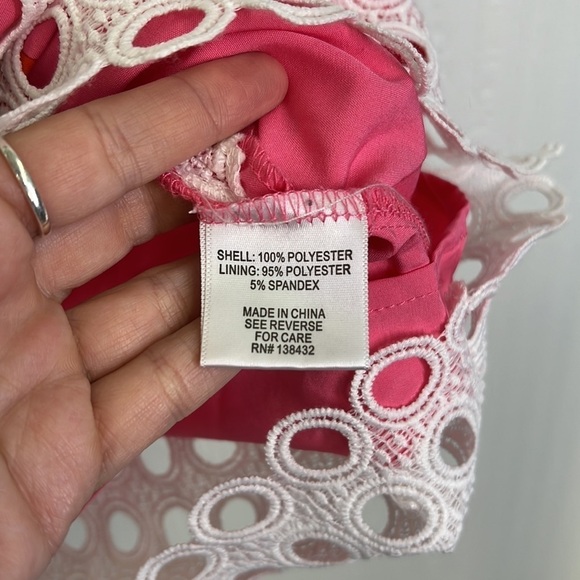 SHELL: 100% POLYESTER
LINING: 95% POLYESTER
5% SPANDEX
MADE IN CHINA
SEE REVERSE
FOR CARE
RN# 138432